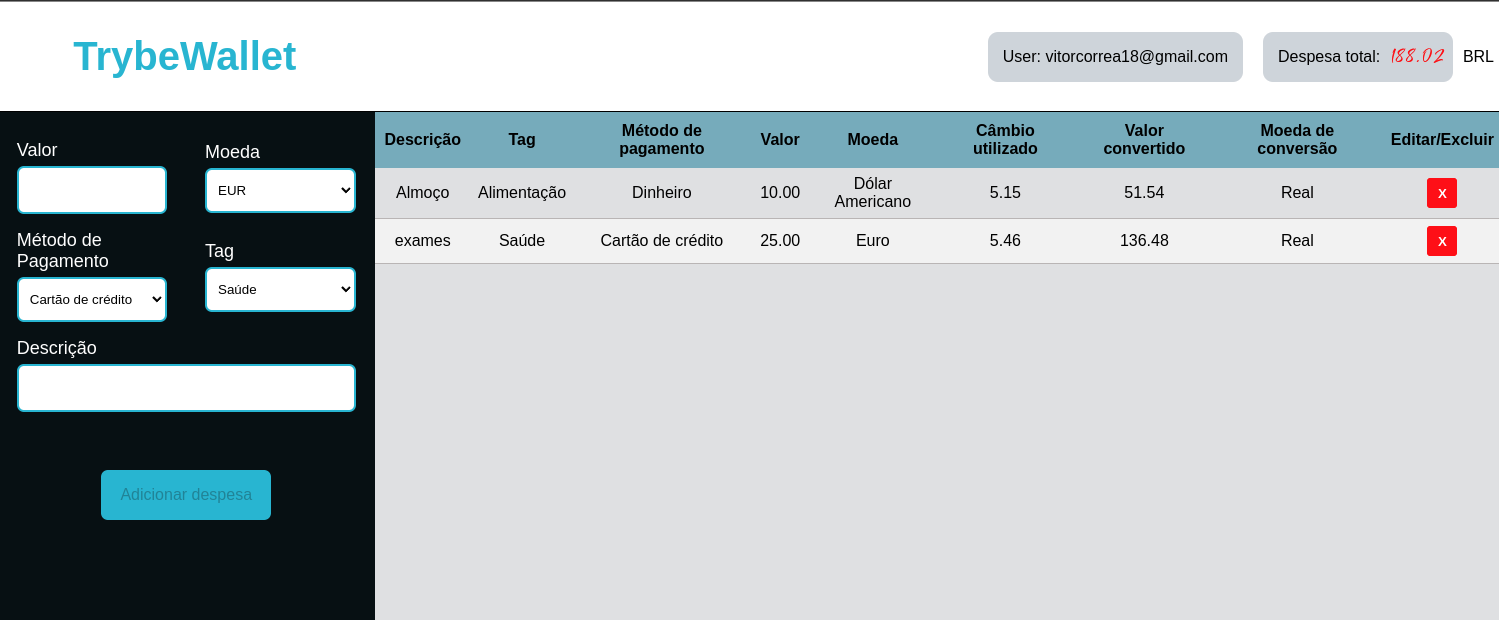 TrybeWallet
User: vitorcorrea18@gmail.com
Despesa total: 188.02 BRL
Valor
Moeda
EUR
Método de
Pagamento
Tag
Cartão de crédito
Saúde
Descrição
Adicionar despesa
Descrição Tag Método de pagamento Valor Moeda Câmbio utilizado Valor convertido Moeda de conversão Editar/Excluir
Almoço Alimentação Dinheiro 10.00 Dólar Americano 5.15 51.54 Real X
exames Saúde Cartão de crédito 25.00 Euro 5.46 136.48 Real X